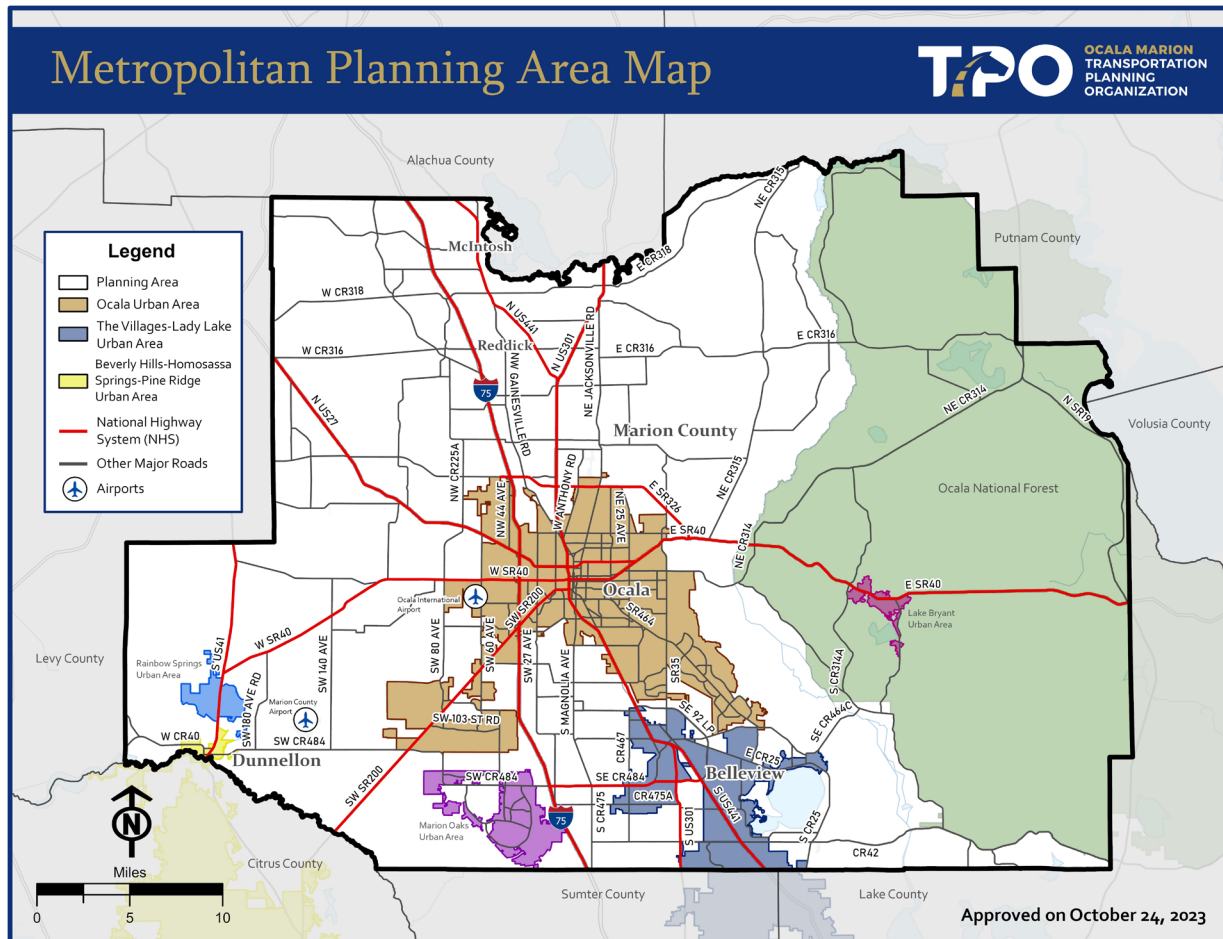 Metropolitan Planning Area Map
TPO
OCALA MARION
TRANSPORTATION
PLANNING
ORGANIZATION
Alachua County
Putnam County
Volusia County
Levy County
Citrus County
Sumter County
Lake County
Legend
Planning Area
Ocala Urban Area
The Villages-Lady Lake
Urban Area
Beverly Hills-Homosassa
Springs-Pine Ridge
Urban Area
National Highway
System (NHS)
Other Major Roads
Airports
McIntosh
NE CR315
E CR318
W CR318
N US441
N US301
NE JACKSONVILLE RD
Reddick
W CR316
E CR316
E CR316
NW GAINESVILLE RD
75
N US27
Marion County
NE CR314
N SR19
NW CR225A
NW 44 AVE
W ANTHONY RD
NE 25 AVE
E SR326
NE CR315
Ocala National Forest
E SR40
NE CR314
W SR40
Ocala
E SR40
Lake Bryant
Urban Area
Ocala International
Airport
SW SR200
SR464
SW 80 AVE
SW 60 AVE
SW 27 AVE
S MAGNOLIA AVE
SR35
S CR314A
W SR40
S US41
Rainbow Springs
Urban Area
SW 180 AVE RD
SW 140 AVE
Marion County
Airport
SW CR484
W CR40
Dunnellon
SW 103 ST RD
SW SR200
SE 92 LP
SE CR464C
E CR25
CR467
Belleview
SW CR484
SE CR484
CR475A
S CR475
S US301
S US441
S CR25
CR42
Marion Oaks
Urban Area
75
N
Miles
0 5 10
Approved on October 24, 2023